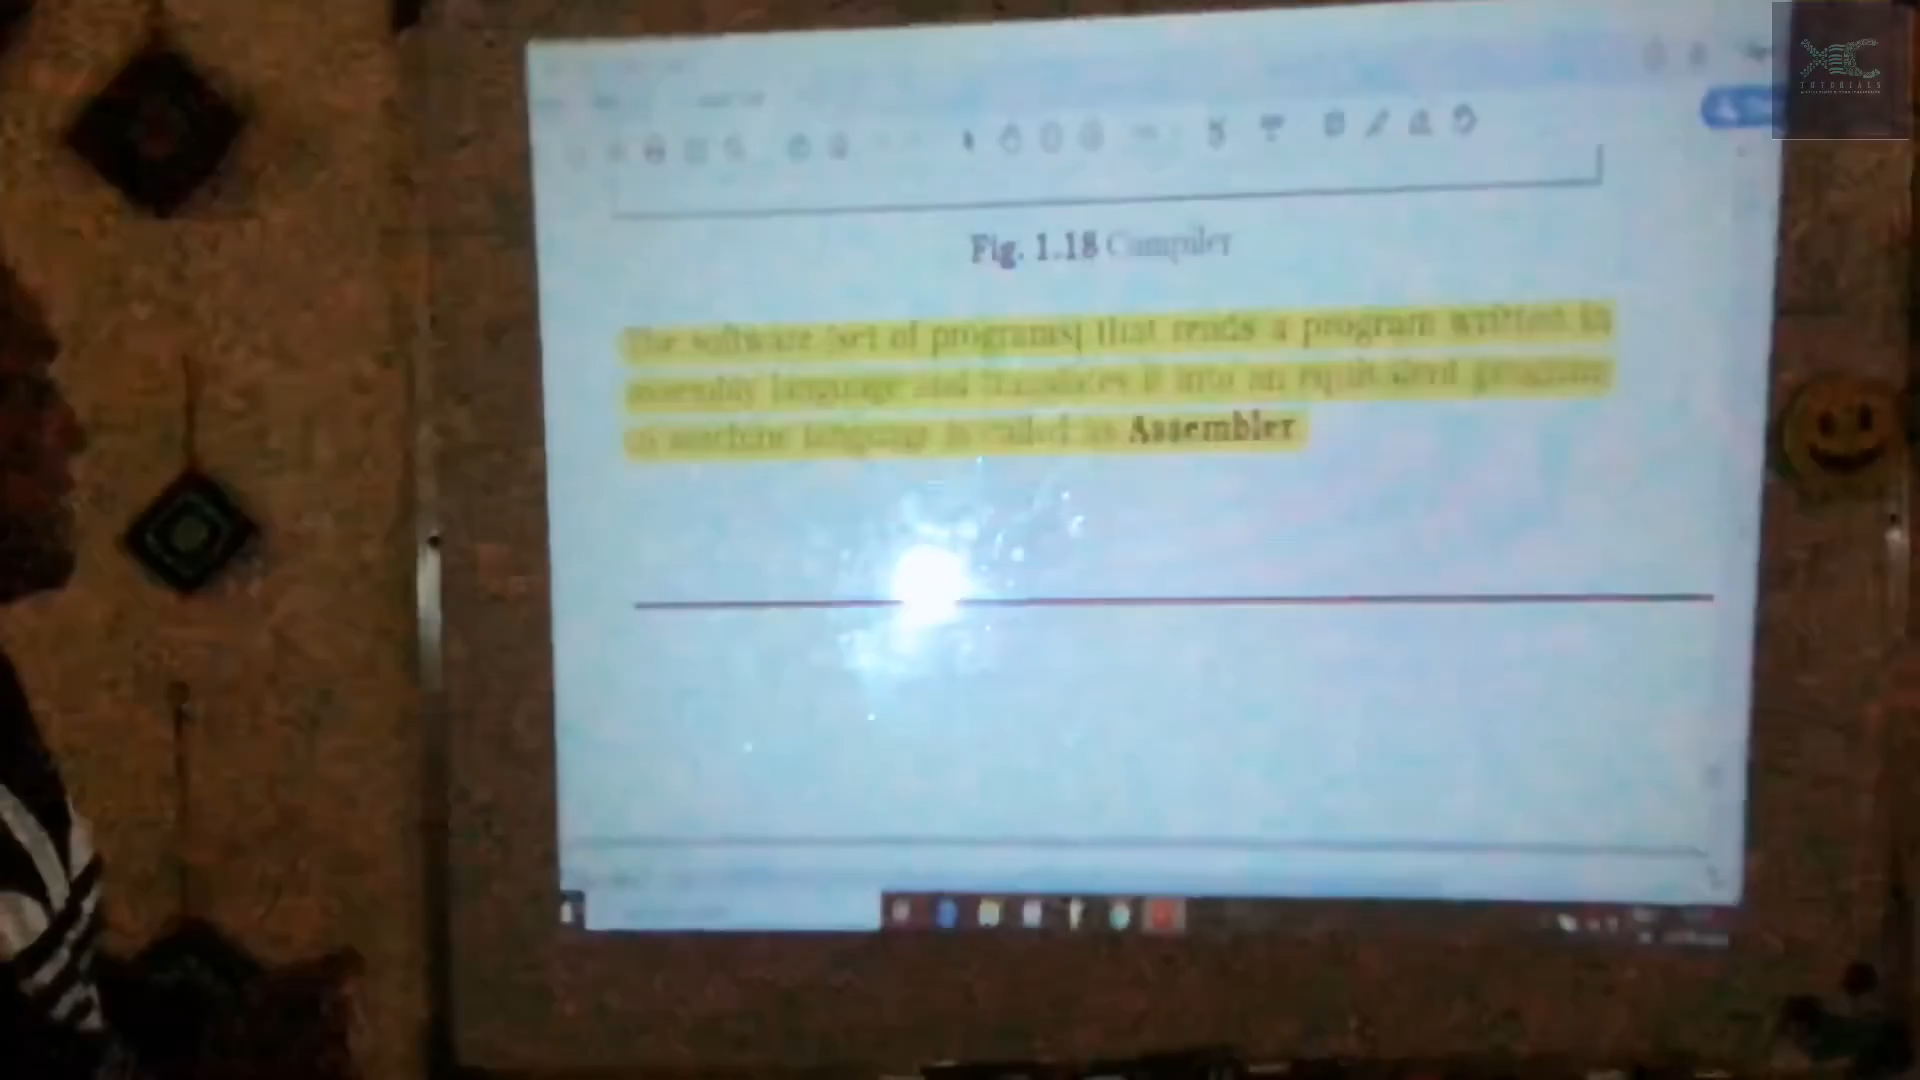 TUTORIALS
Fig. 1.18 Compiler
The software (set of programs) that reads a program written in
assembly language and translates it into an equivalent program
in machine language is called as Assembler